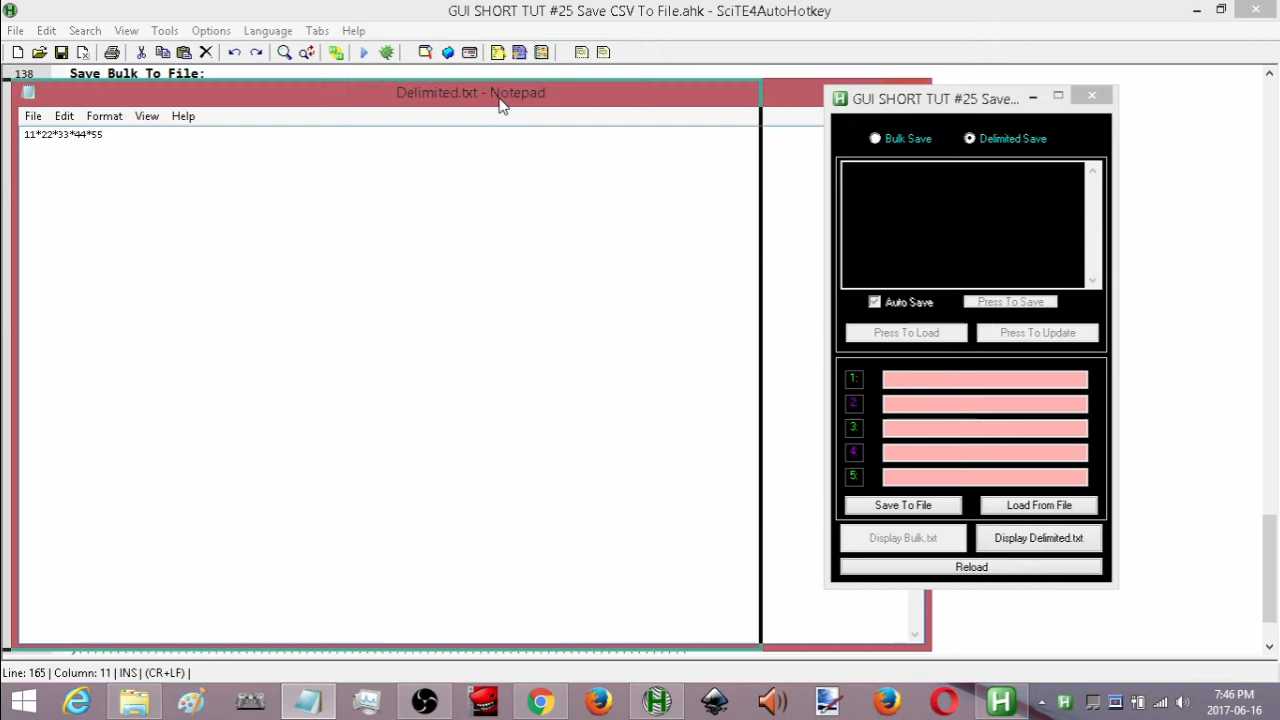 GUI SHORT TUT #25 Save CSV To File.ahk - SciTE4AutoHotkey
File Edit Search View Tools Options Language Tabs Help
138 Save Bulk To File:
Delimited.txt - Notepad
File Edit Format View Help
11*22*33*44*55
GUI SHORT TUT #25 Save...
Bulk Save Delimited Save
Auto Save Press To Save
Press To Load Press To Update
1:
2:
3:
4:
5:
Save To File Load From File
Display Bulk.txt Display Delimited.txt
Reload
Line: 165 | Column: 11 | INS | (CR+LF) |
7:46 PM
2017-06-16